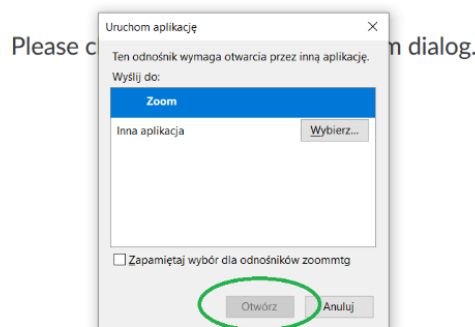 Uruchom aplikację
Please c
m dialog.
Ten odnośnik wymaga otwarcia przez inną aplikację.
Wyślij do:
Zoom
Inna aplikacja
Wybierz...
Zapamiętaj wybór dla odnośników zoommtg
Otwórz
Anuluj